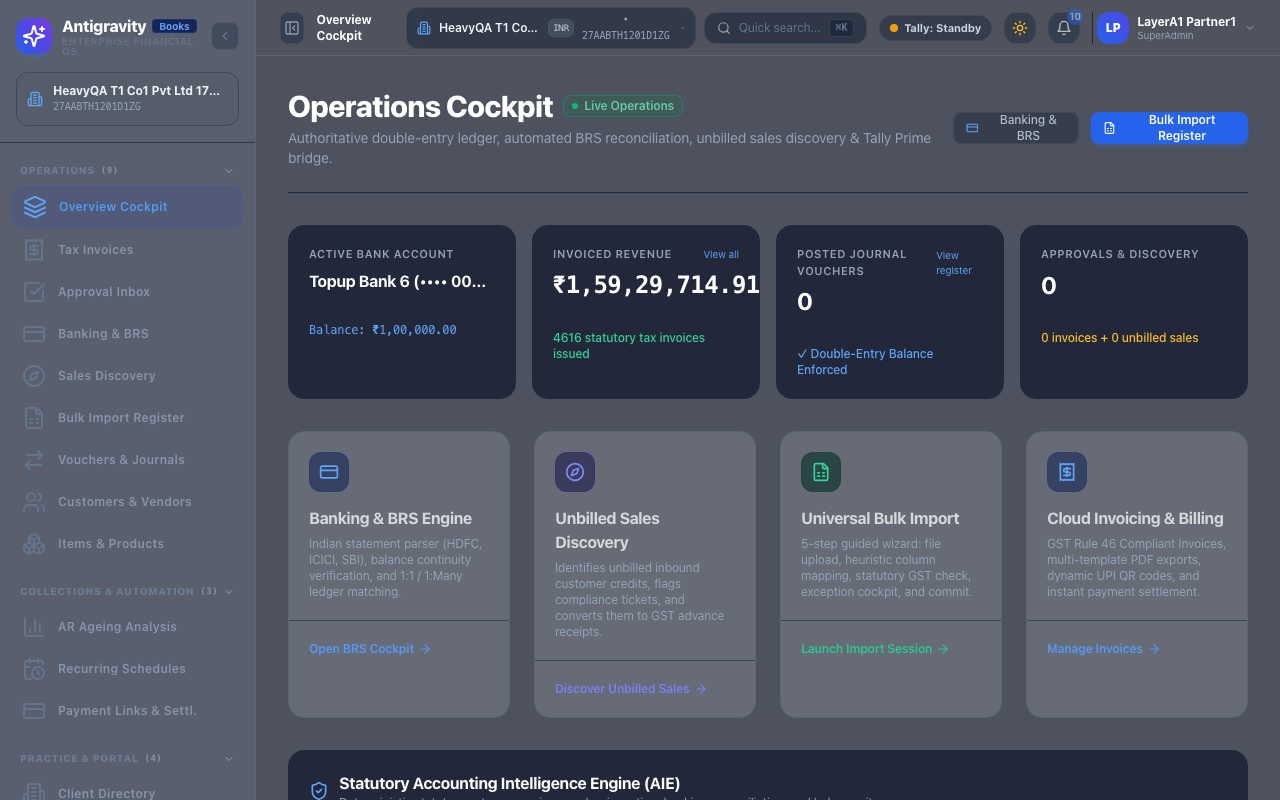 Antigravity
Books
ENTERPRISE FINANCIAL
OS
HeavyQA T1 Co1 Pvt Ltd 17...
27AABTH1201D1ZG
OPERATIONS (9)
Overview Cockpit
Tax Invoices
Approval Inbox
Banking & BRS
Sales Discovery
Bulk Import Register
Vouchers & Journals
Customers & Vendors
Items & Products
COLLECTIONS & AUTOMATION (3)
AR Ageing Analysis
Recurring Schedules
Payment Links & Settl.
PRACTICE & PORTAL (4)
Client Directory
Overview
Cockpit
HeavyQA T1 Co...
INR
•
27AABTH1201D1ZG
Quick search...
⌘K
Tally: Standby
10
LP
LayerA1 Partner1
SuperAdmin
Operations Cockpit
Live Operations
Authoritative double-entry ledger, automated BRS reconciliation, unbilled sales discovery & Tally Prime
bridge.
Banking &
BRS
Bulk Import
Register
ACTIVE BANK ACCOUNT
Topup Bank 6 (•••• 00...
Balance: ₹1,00,000.00
INVOICED REVENUE
View all
₹1,59,29,714.91
4616 statutory tax invoices
issued
POSTED JOURNAL
VOUCHERS
View
register
0
✓ Double-Entry Balance
Enforced
APPROVALS & DISCOVERY
0
0 invoices + 0 unbilled sales
Banking & BRS Engine
Indian statement parser (HDFC,
ICICI, SBI), balance continuity
verification, and 1:1 / 1:Many
ledger matching.
Open BRS Cockpit →
Unbilled Sales
Discovery
Identifies unbilled inbound
customer credits, flags
compliance tickets, and
converts them to GST advance
receipts.
Discover Unbilled Sales →
Universal Bulk Import
5-step guided wizard: file
upload, heuristic column
mapping, statutory GST check,
exception cockpit, and commit.
Launch Import Session →
Cloud Invoicing & Billing
GST Rule 46 Compliant Invoices,
multi-template PDF exports,
dynamic UPI QR codes, and
instant payment settlement.
Manage Invoices →
Statutory Accounting Intelligence Engine (AIE)